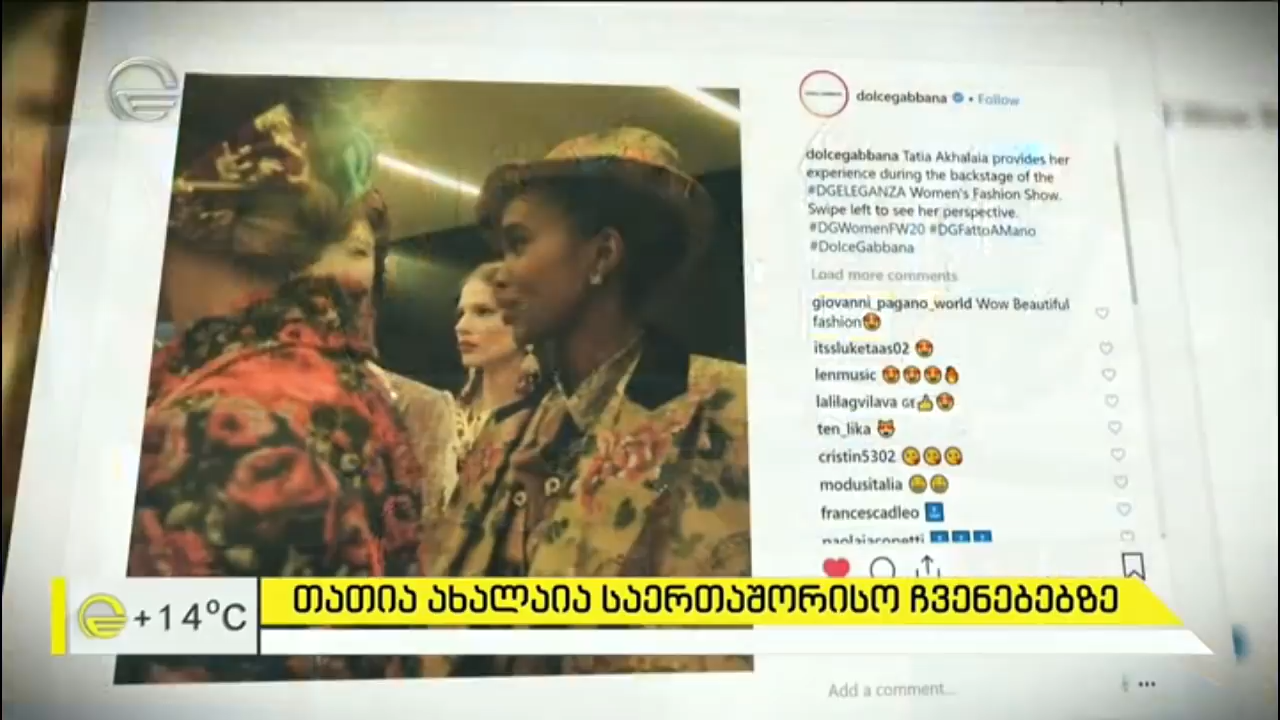 dolcegabbana • Follow
dolcegabbana Tatia Akhalaia provides her
experience during the backstage of the
#DGELEGANZA Women's Fashion Show.
Swipe left to see her perspective.
#DGWomenFW20 #DGFattoAMano
#DolceGabbana
Load more comments
giovanni_pagano_world Wow Beautiful
fashion😍
itssluketaas02 😍
lenmusic 😍😍😍🔥
lalilagvilava GE👍😍
ten_lika 😻
cristin5302 😘😘😘
modusitalia
francescadleo
paolaiaconetti
თათია ახალაია საერთაშორისო ჩვენებებზე
+14°C
Add a comment...